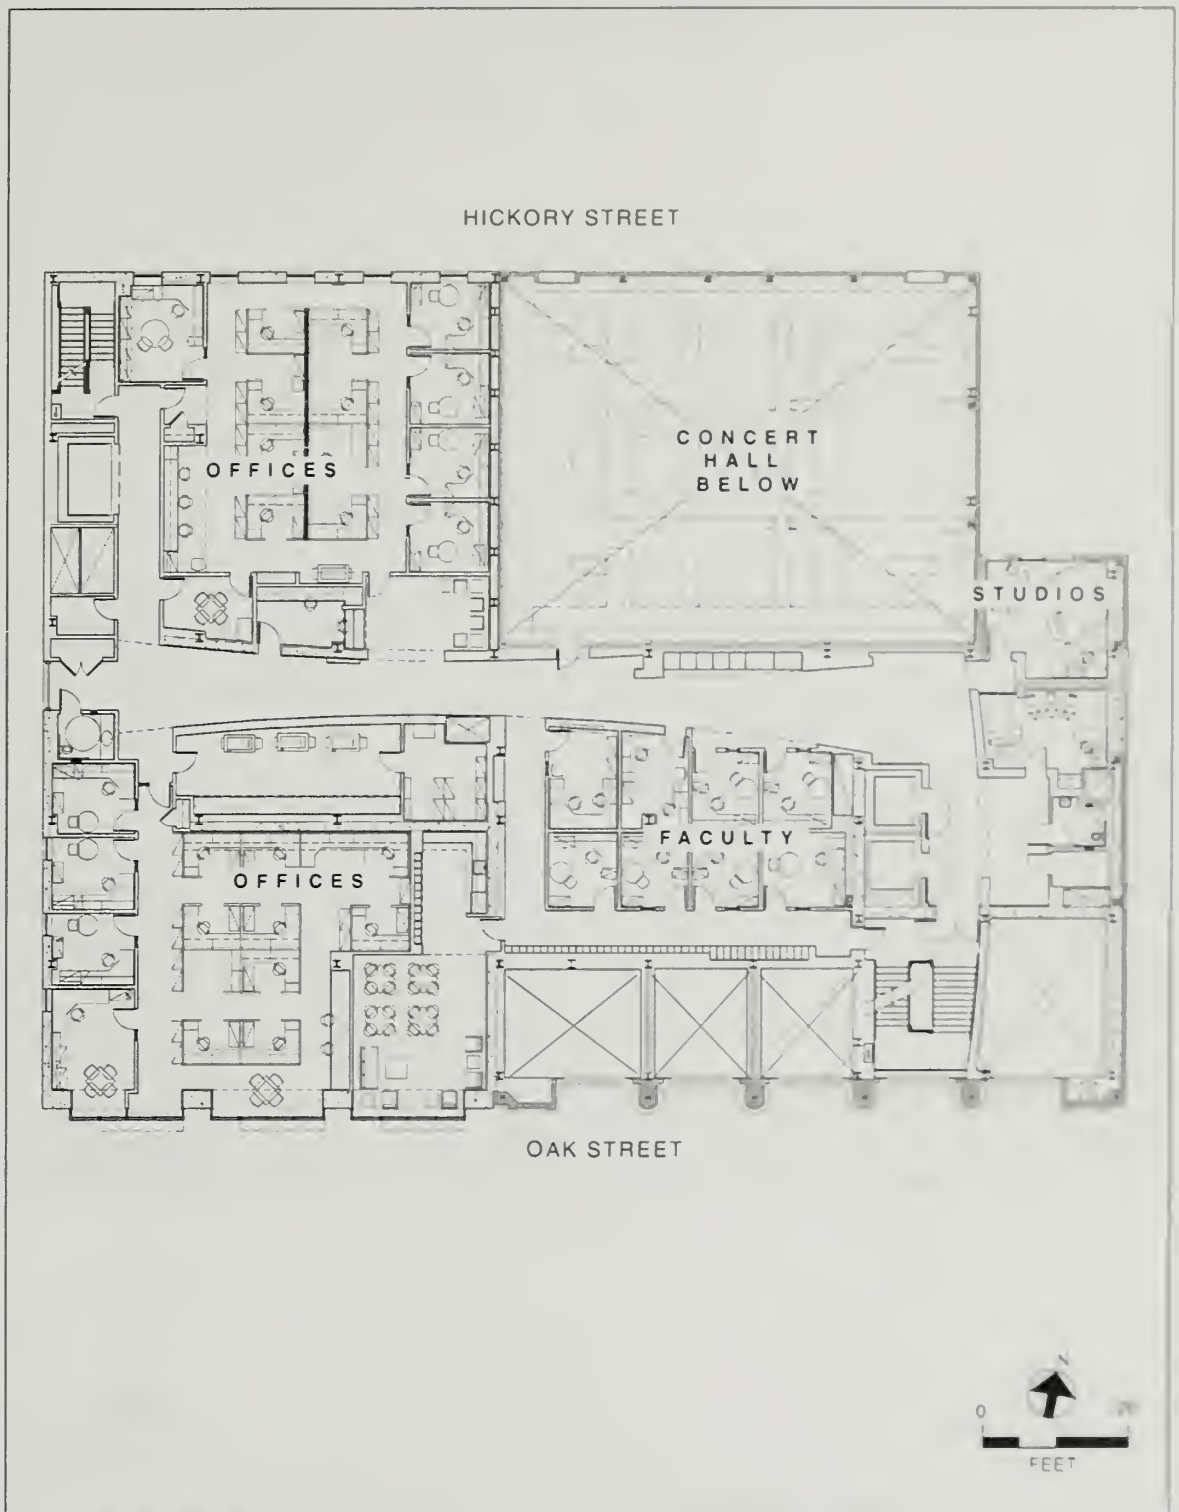 HICKORY STREET
OFFICES
CONCERT
HALL
BELOW
STUDIOS
FACULTY
OFFICES
OAK STREET
0
FEET